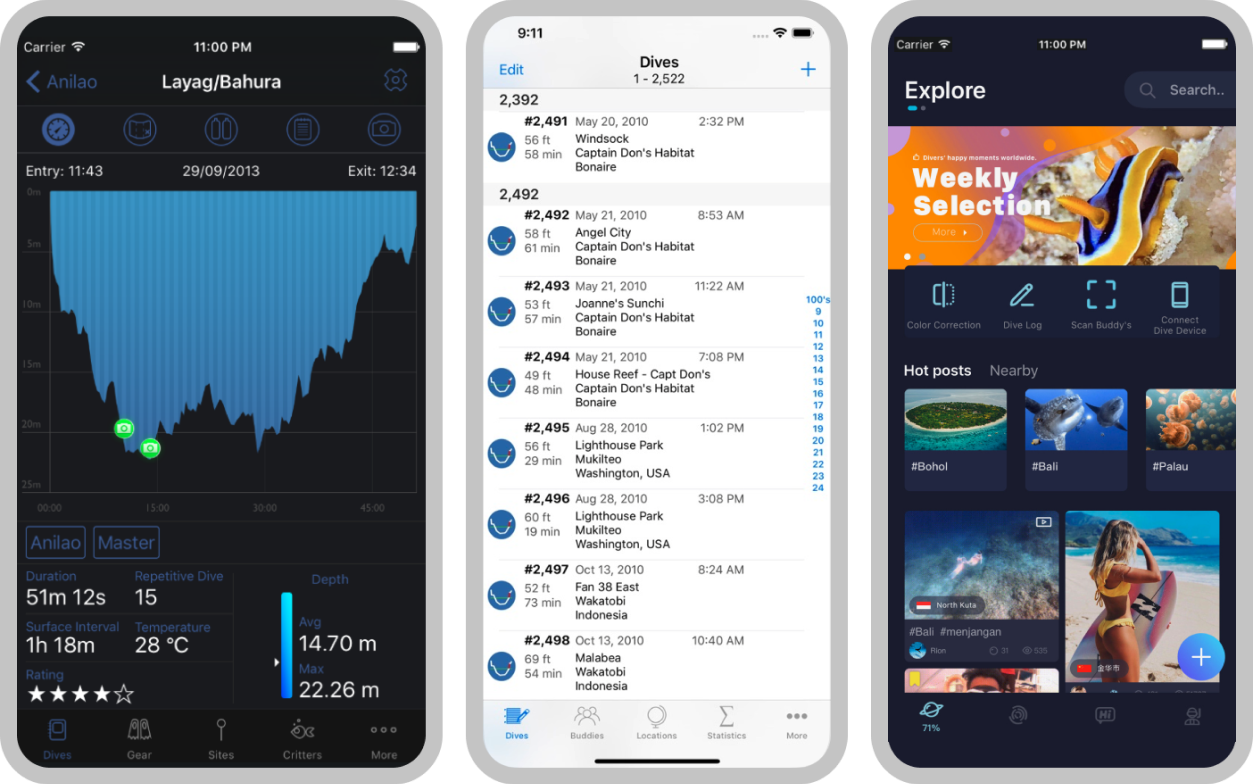 Carrier 11:00 PM
Anilao Layag/Bahura
Entry: 11:43 29/09/2013 Exit: 12:34
0m
5m
10m
15m
20m
25m
00:00 15:00 30:00 45:00
Anilao Master
Duration Repetitive Dive
51m 12s 15
Surface Interval Temperature
1h 18m 28 °C
Rating
Depth
Avg
14.70 m
Max
22.26 m
Dives Gear Sites Critters More
9:11
Edit Dives +
1 - 2,522
2,392
#2,491 May 20, 2010 2:32 PM
56 ft Windsock
58 min Captain Don's Habitat
Bonaire
2,492
#2,492 May 21, 2010 8:53 AM
58 ft Angel City
61 min Captain Don's Habitat
Bonaire
#2,493 May 21, 2010 11:22 AM
53 ft Joanne's Sunchi
57 min Captain Don's Habitat
Bonaire
#2,494 May 21, 2010 7:08 PM
49 ft House Reef - Capt Don's
48 min Captain Don's Habitat
Bonaire
#2,495 Aug 28, 2010 1:02 PM
56 ft Lighthouse Park
29 min Mukilteo
Washington, USA
#2,496 Aug 28, 2010 3:08 PM
60 ft Lighthouse Park
19 min Mukilteo
Washington, USA
#2,497 Oct 13, 2010 8:24 AM
52 ft Fan 38 East
73 min Wakatobi
Indonesia
#2,498 Oct 13, 2010 10:40 AM
69 ft Malabea
54 min Wakatobi
Indonesia
100's
9
10
11
12
13
14
15
16
17
18
19
20
21
22
23
24
Dives Buddies Locations Statistics More
Carrier 11:00 PM
Explore Search..
Divers' happy moments worldwide.
Weekly
Selection
More
Color Correction Dive Log Scan Buddy's Connect
Dive Device
Hot posts Nearby
#Bohol #Bali #Palau
North Kuta
#Bali #menjangan
Rion 31 535
金华市
+
71%
Hi